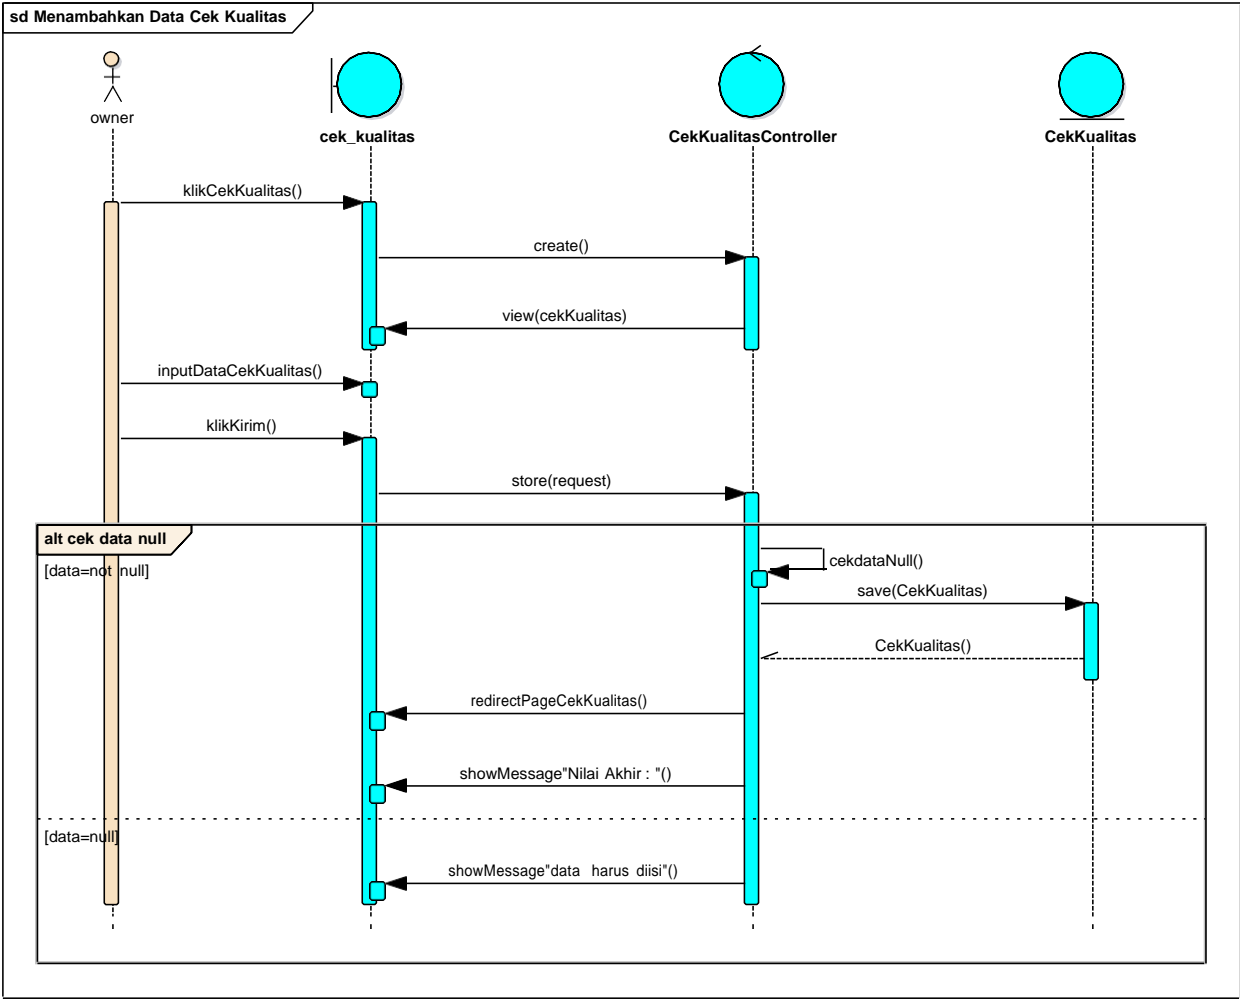 sd Menambahkan Data Cek Kualitas
owner
cek_kualitas
CekKualitasController
CekKualitas
klikCekKualitas()
create()
view(cekKualitas)
inputDataCekKualitas()
klikKirim()
store(request)
alt cek data null
[data=not null]
cekdataNull()
save(CekKualitas)
CekKualitas()
redirectPageCekKualitas()
showMessage"Nilai Akhir : "()
[data=null]
showMessage"data harus diisi"()